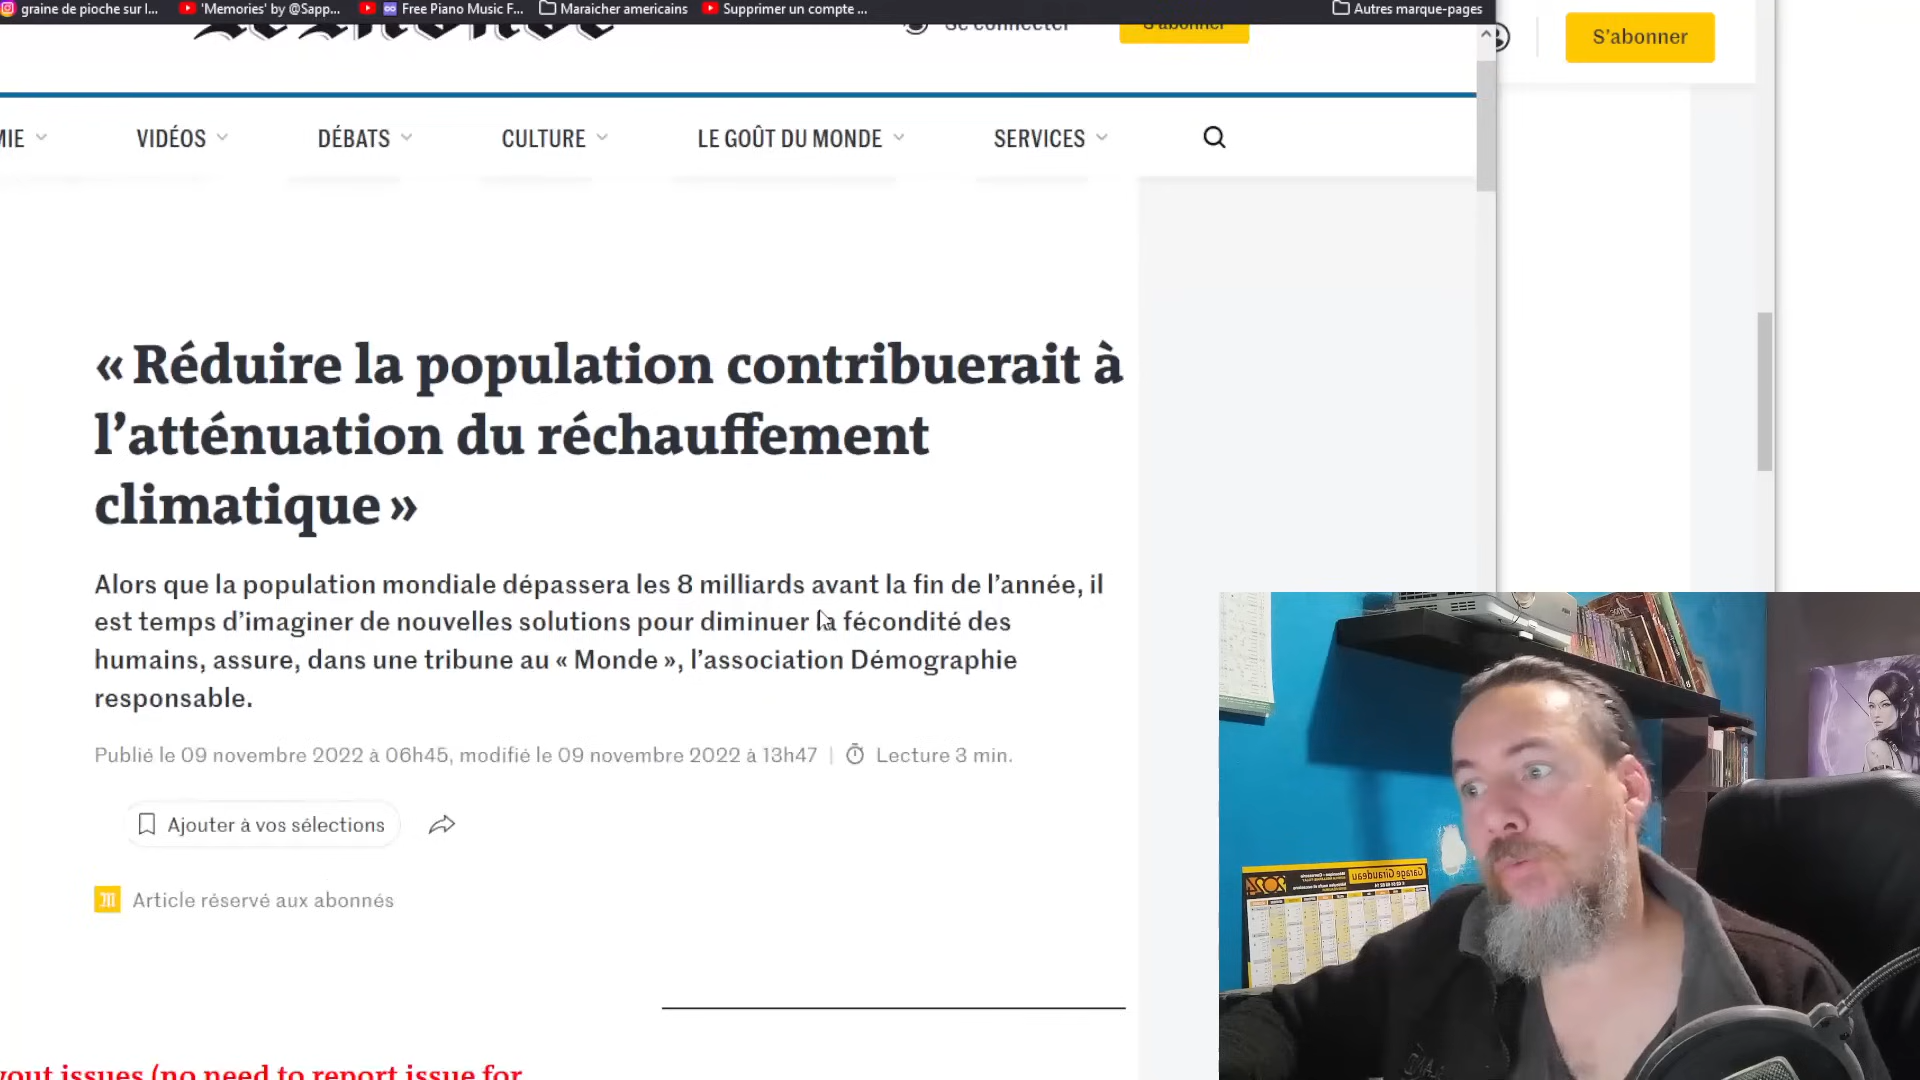 graine de pioche sur l...
'Memories' by @Sapp...
Free Piano Music F...
Maraicher americains
Supprimer un compte ...
Autres marque-pages
Le Monde
Se connecter
S'abonner
S'abonner
MIE
VIDÉOS
DÉBATS
CULTURE
LE GOÛT DU MONDE
SERVICES
« Réduire la population contribuerait à
l’atténuation du réchauffement
climatique »
Alors que la population mondiale dépassera les 8 milliards avant la fin de l’année, il
est temps d’imaginer de nouvelles solutions pour diminuer la fécondité des
humains, assure, dans une tribune au « Monde », l’association Démographie
responsable.
Publié le 09 novembre 2022 à 06h45, modifié le 09 novembre 2022 à 13h47
Lecture 3 min.
Ajouter à vos sélections
Article réservé aux abonnés
yout issues (no need to report issue for
Garage Giraudeau
2022